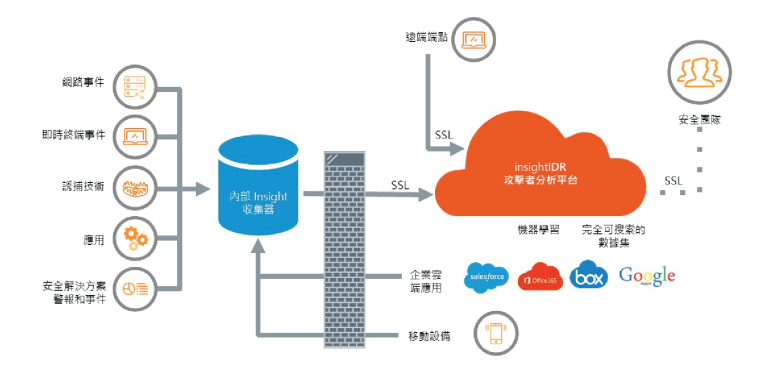 遠端端點
網路事件
即時終端事件
誘捕技術
應用
安全解決方案
警報和事件
內部 Insight
收集器
SSL
SSL
insightIDR
攻擊者分析平台
機器學習
完全可搜索的
數據集
SSL
安全團隊
企業雲
端應用
salesforce
Office 365
box
Google
Apps
移動設備